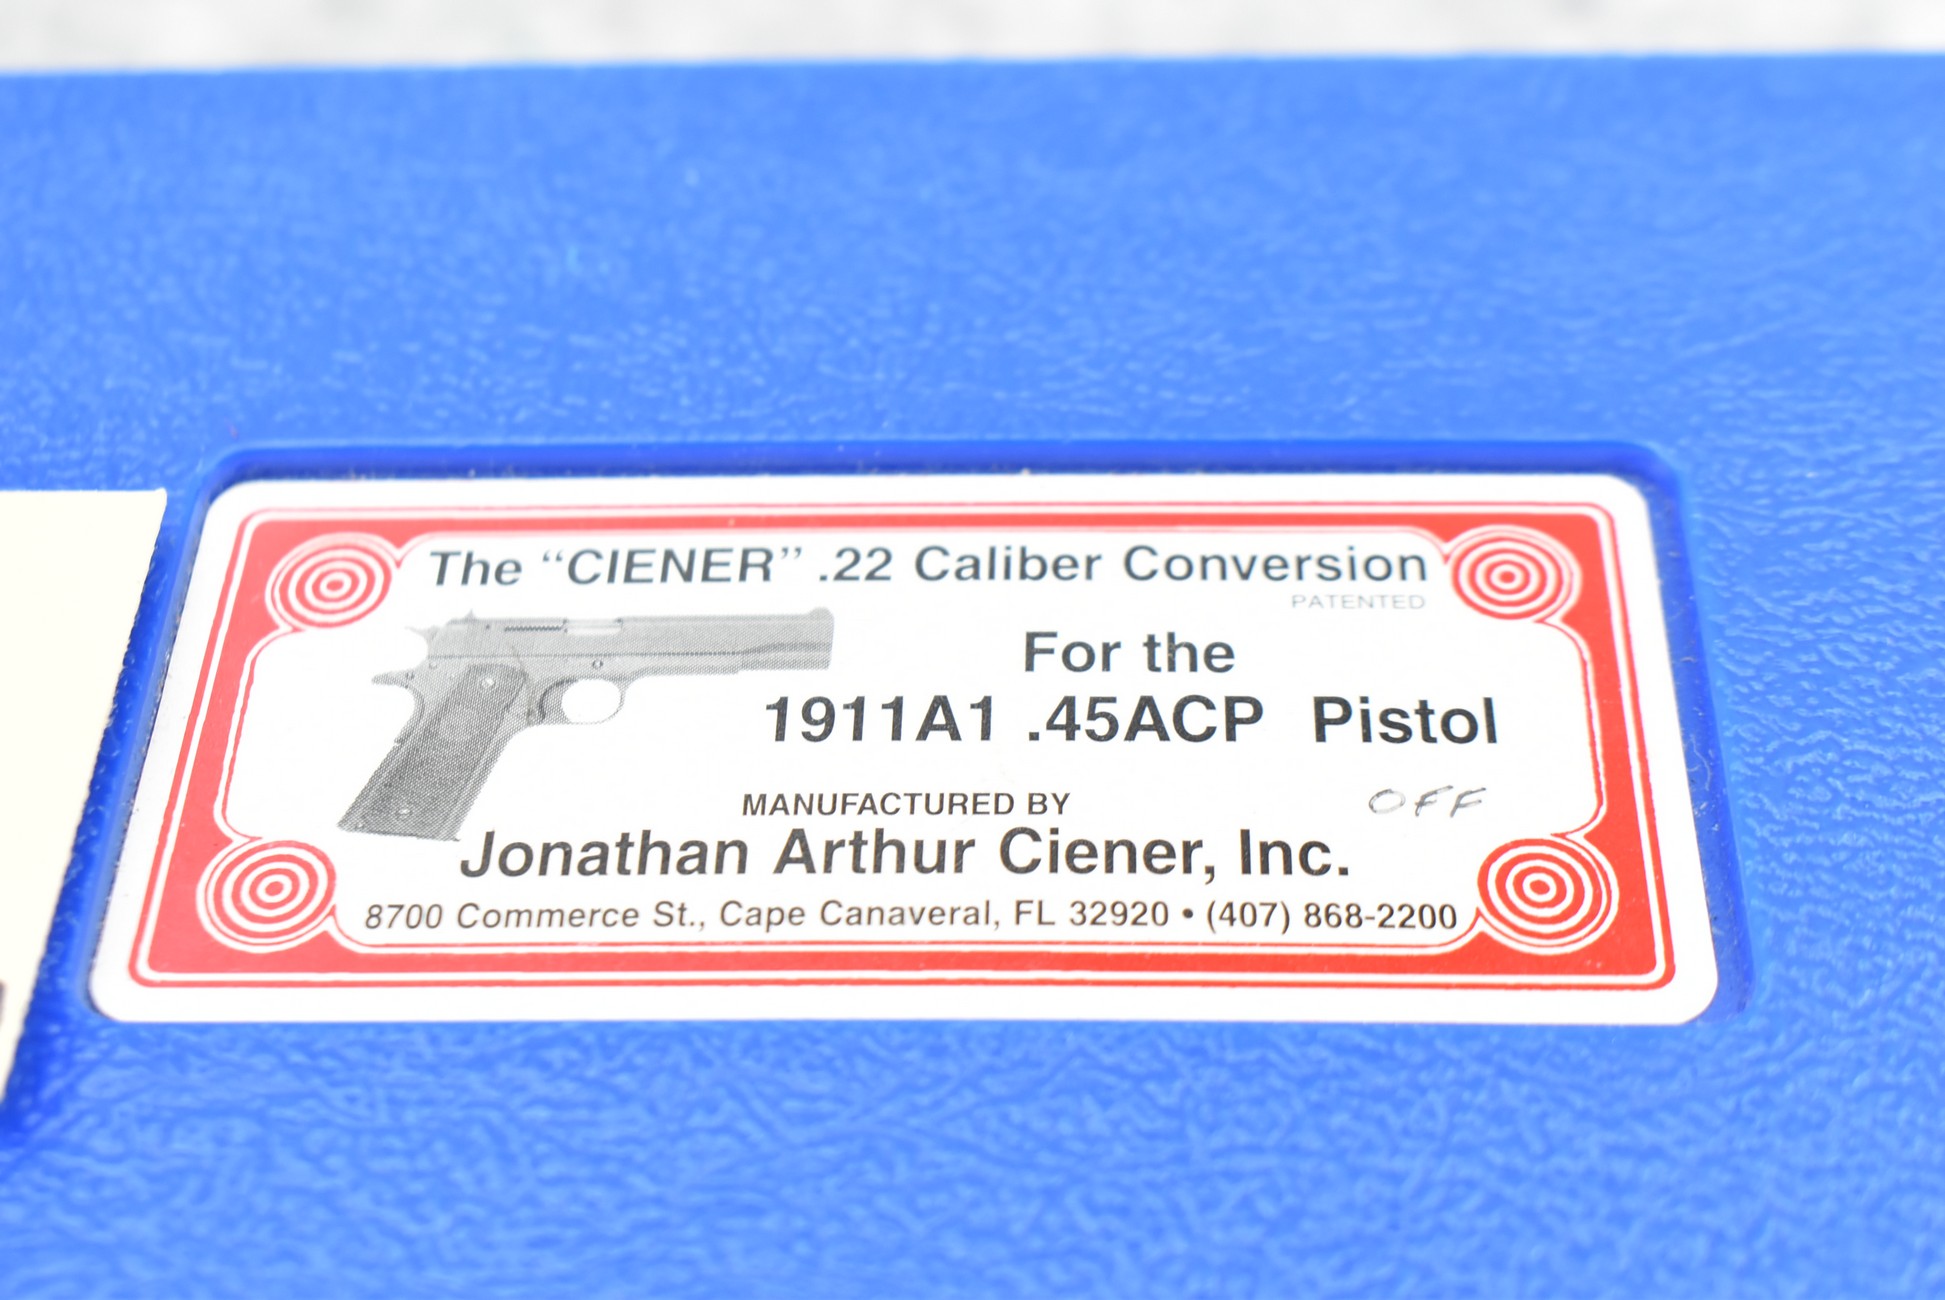 The “CIENER” .22 Caliber Conversion
PATENTED
For the
1911A1 .45ACP Pistol
OFF
MANUFACTURED BY
Jonathan Arthur Ciener, Inc.
8700 Commerce St., Cape Canaveral, FL 32920 • (407) 868-2200